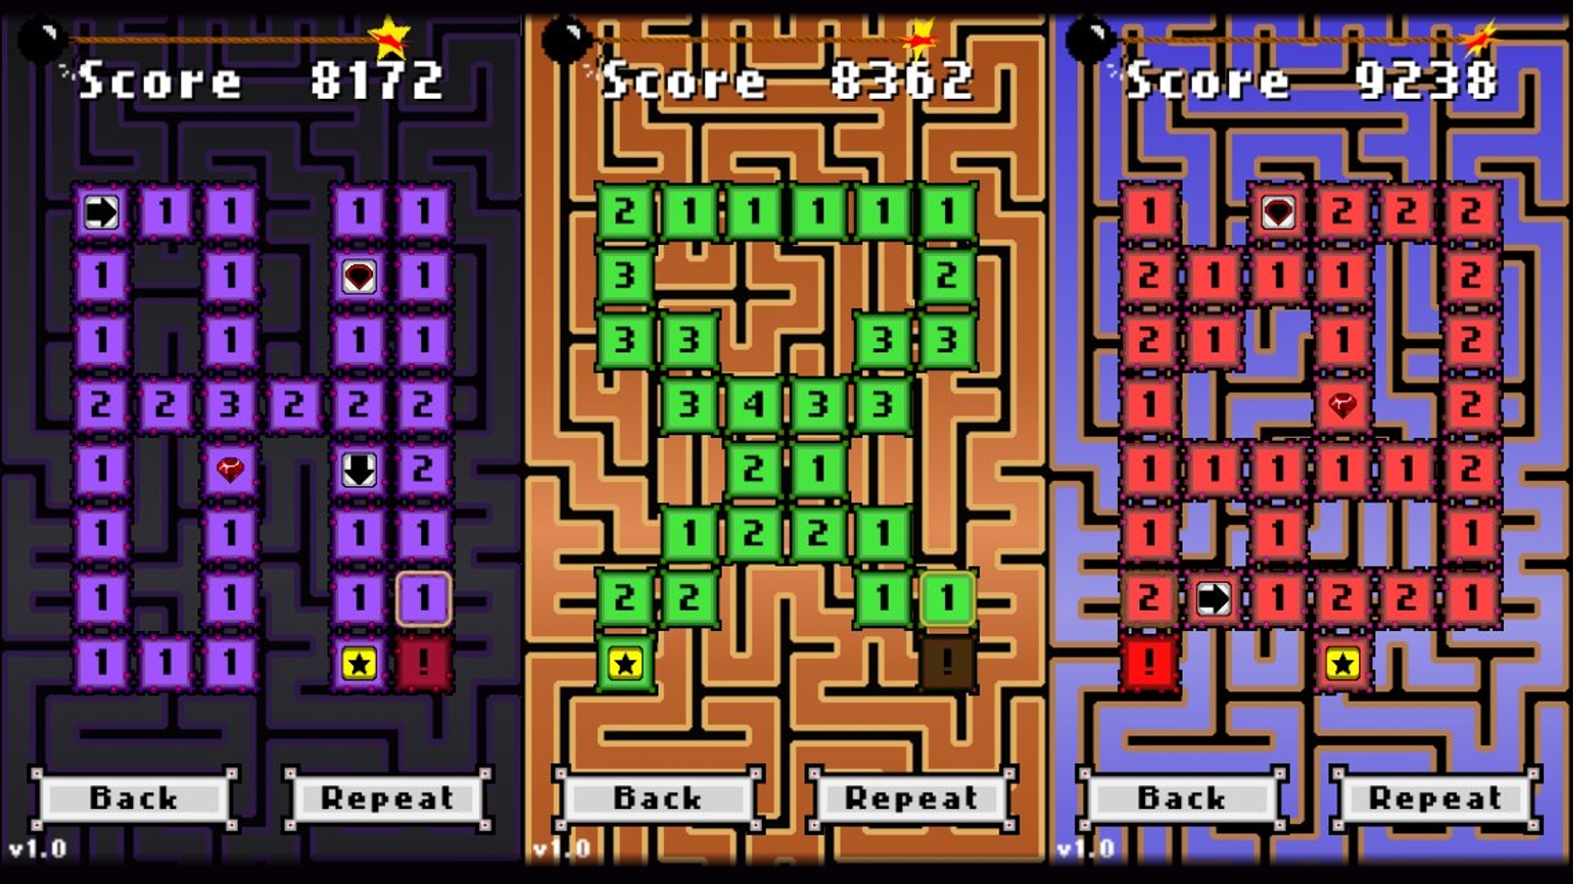 Score 8172
1 1 1 1
1 1 1
1 1 1 1
2 2 3 2 2 2
1 2
1 1 1 1
1 1 1 1
1 1 1 !
Back Repeat
v1.0
Score 8362
2 1 1 1 1 1
3 2
3 3 3 3
3 4 3 3
2 1
1 2 2 1
2 2 1 1
!
Back Repeat
v1.0
Score 9238
1 2 2 2
2 1 1 1 2
2 1 1 2
1 2
1 1 1 1 1 2
1 1 1
2 1 2 2 1
!
Back Repeat
v1.0